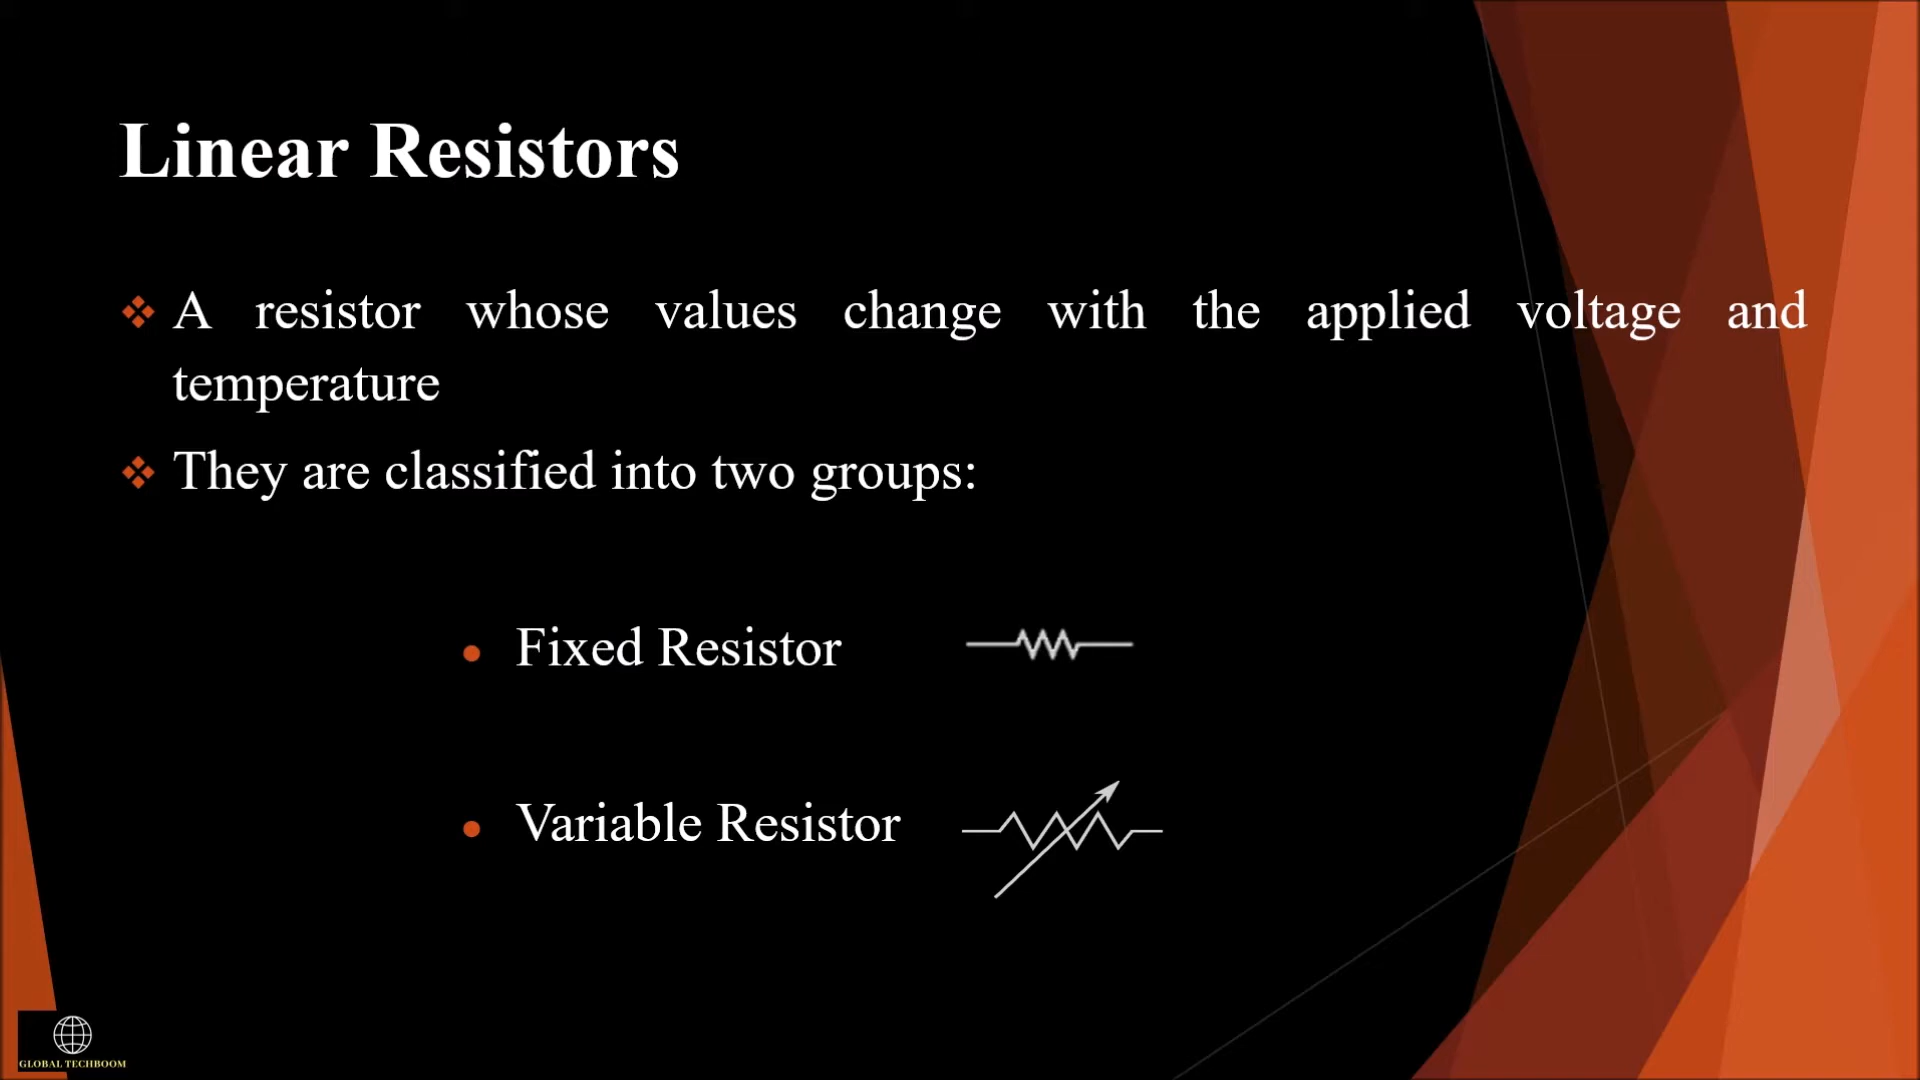 Linear Resistors
❖ A resistor whose values change with the applied voltage and
temperature
❖ They are classified into two groups:
• Fixed Resistor
• Variable Resistor
GLOBAL TECHBOOM